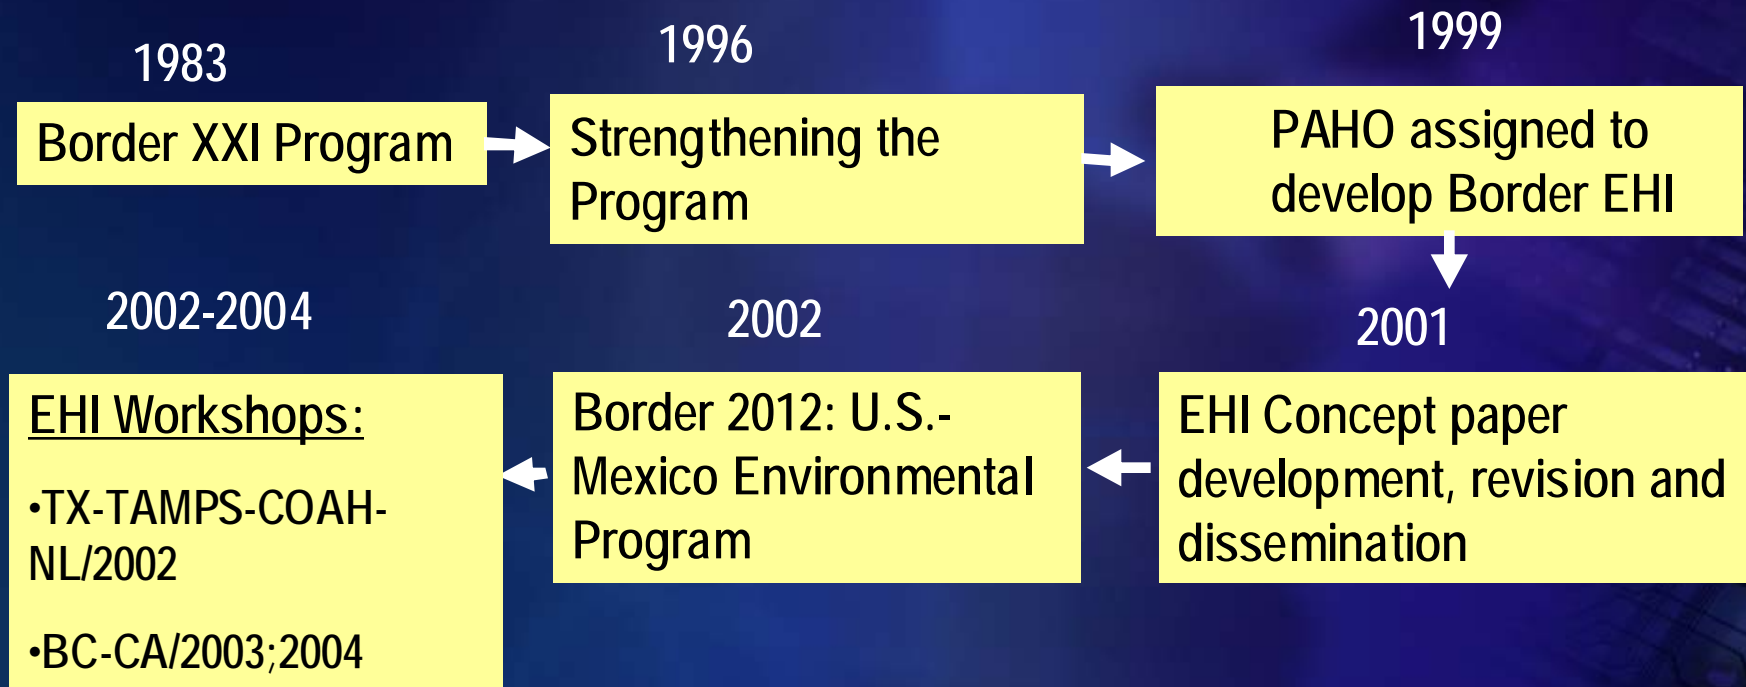 1983
Border XXI Program
1996
Strengthening the
Program
1999
PAHO assigned to
develop Border EHI
2001
EHI Concept paper
development, revision and
dissemination
2002
Border 2012: U.S.-
Mexico Environmental
Program
2002-2004
EHI Workshops:
•TX-TAMPS-COAH-
NL/2002
•BC-CA/2003;2004